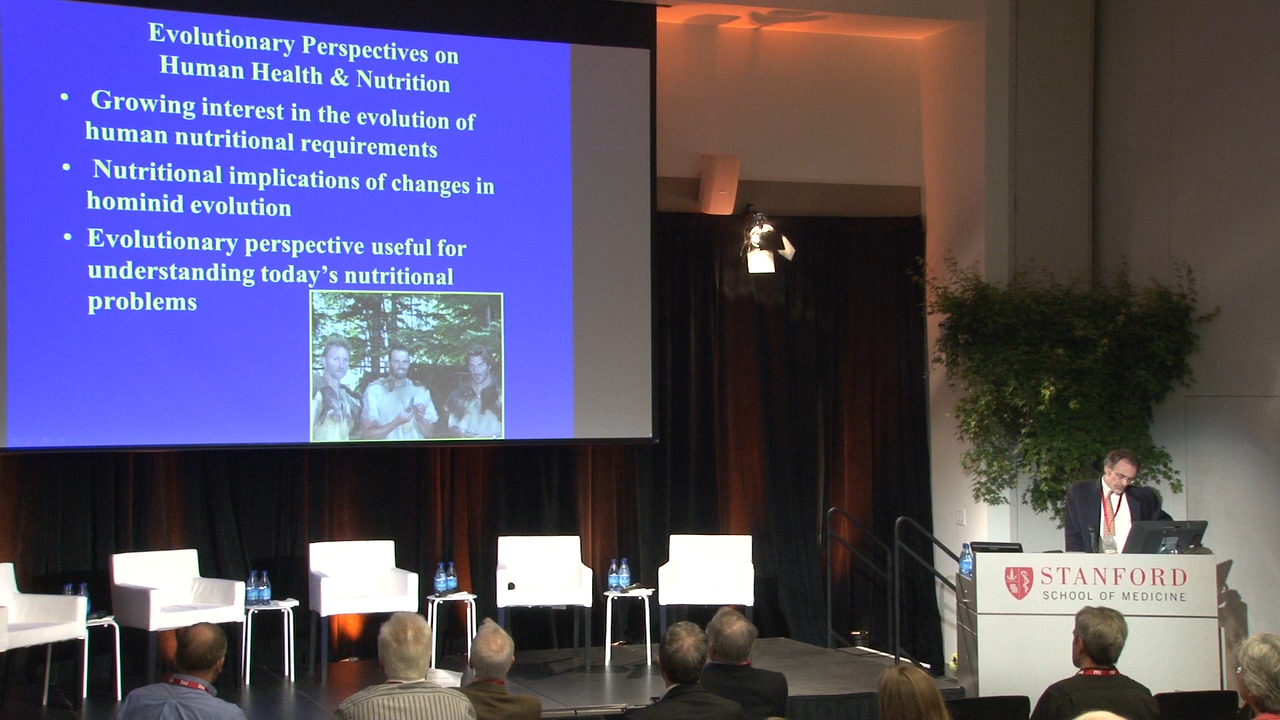 Evolutionary Perspectives on
Human Health & Nutrition
• Growing interest in the evolution of
human nutritional requirements
• Nutritional implications of changes in
hominid evolution
• Evolutionary perspective useful for
understanding today’s nutritional
problems
STANFORD
SCHOOL OF MEDICINE